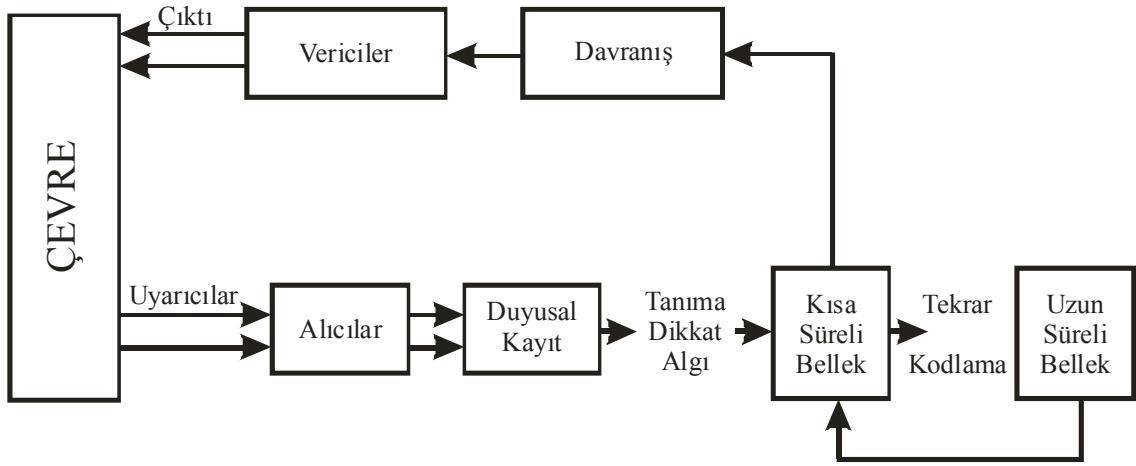 Çıktı
Vericiler
Davranış
ÇEVRE
Uyarıcılar
Alıcılar
Duyusal
Kayıt
Tanıma
Dikkat
Algı
Kısa
Süreli
Bellek
Tekrar
Kodlama
Uzun
Süreli
Bellek